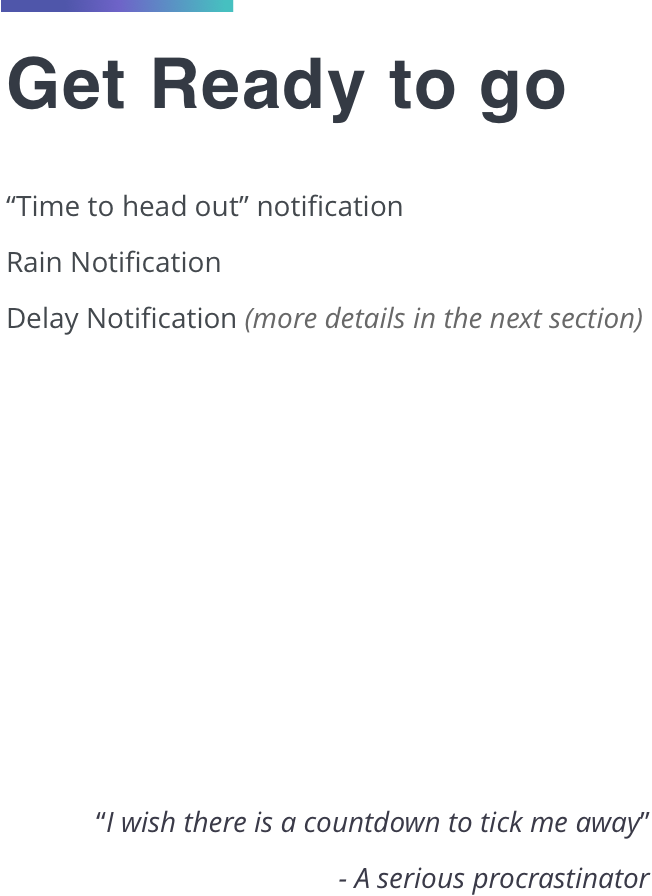 Get Ready to go
“Time to head out” notification
Rain Notification
Delay Notification (more details in the next section)
“I wish there is a countdown to tick me away”
- A serious procrastinator